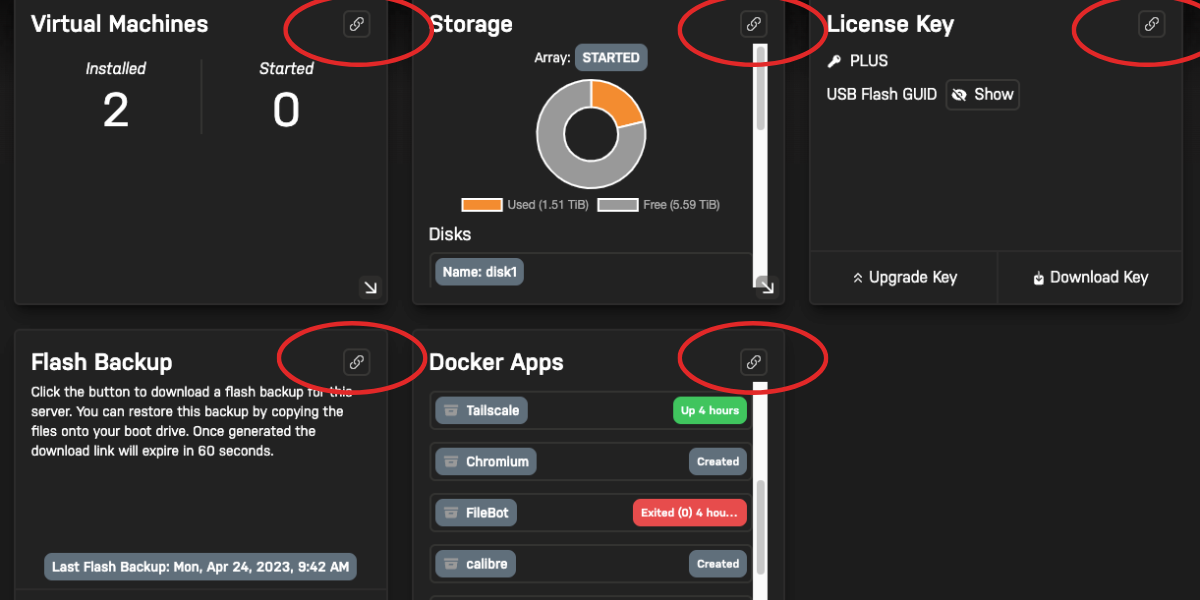 Virtual Machines
Installed
2
Started
0
Storage
Array: STARTED
Used (1.51 TiB)
Free (5.59 TiB)
Disks
Name: disk1
License Key
PLUS
USB Flash GUID
Show
Upgrade Key
Download Key
Flash Backup
Click the button to download a flash backup for this
server. You can restore this backup by copying the
files onto your boot drive. Once generated the
download link will expire in 60 seconds.
Last Flash Backup: Mon, Apr 24, 2023, 9:42 AM
Docker Apps
Tailscale
Up 4 hours
Chromium
Created
FileBot
Exited (0) 4 hou...
calibre
Created